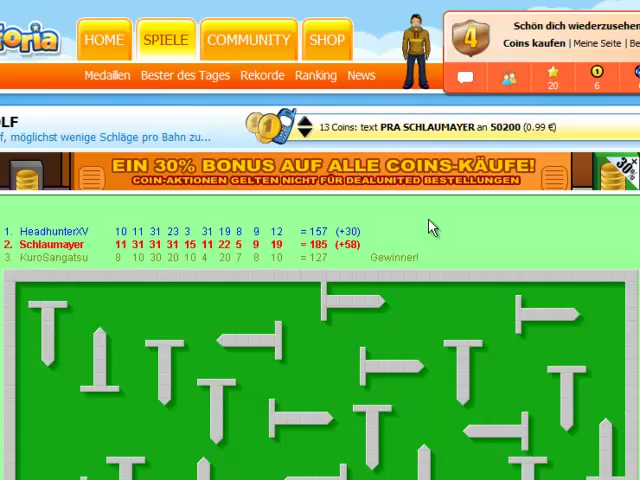 HOME SPIELE COMMUNITY SHOP
4
Schön dich wiederzusehen
Coins kaufen | Meine Seite |
Medaillen Bester des Tages Rekorde Ranking News
20 6
möglichst wenige Schläge pro Bahn zu...
13 Coins: text PRA SCHLAUMAYER an 50200 (0.99 €)
EIN 30% BONUS AUF ALLE COINS-KÄUFE!
COIN-AKTIONEN GELTEN NICHT FÜR DEALUNITED BESTELLUNGEN
30%
1. HeadhunterXV 10 11 31 23 3 31 19 8 9 12 = 157 (+30)
2. Schlaumayer 11 31 31 31 15 11 22 5 9 19 = 185 (+58)
3. KuroSangatsu 8 10 30 20 10 4 20 7 8 10 = 127 Gewinner!